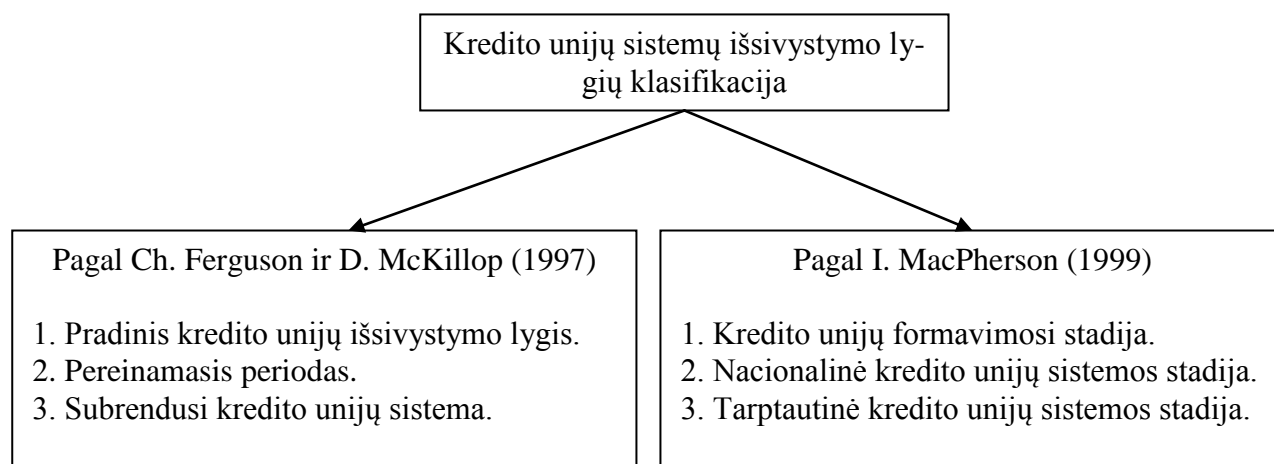 Kredito unijų sistemų išsivystymo ly-
gių klasifikacija
Pagal Ch. Ferguson ir D. McKillop (1997)
1. Pradinis kredito unijų išsivystymo lygis.
2. Pereinamasis periodas.
3. Subrendusi kredito unijų sistema.
Pagal I. MacPherson (1999)
1. Kredito unijų formavimosi stadija.
2. Nacionalinė kredito unijų sistemos stadija.
3. Tarptautinė kredito unijų sistemos stadija.